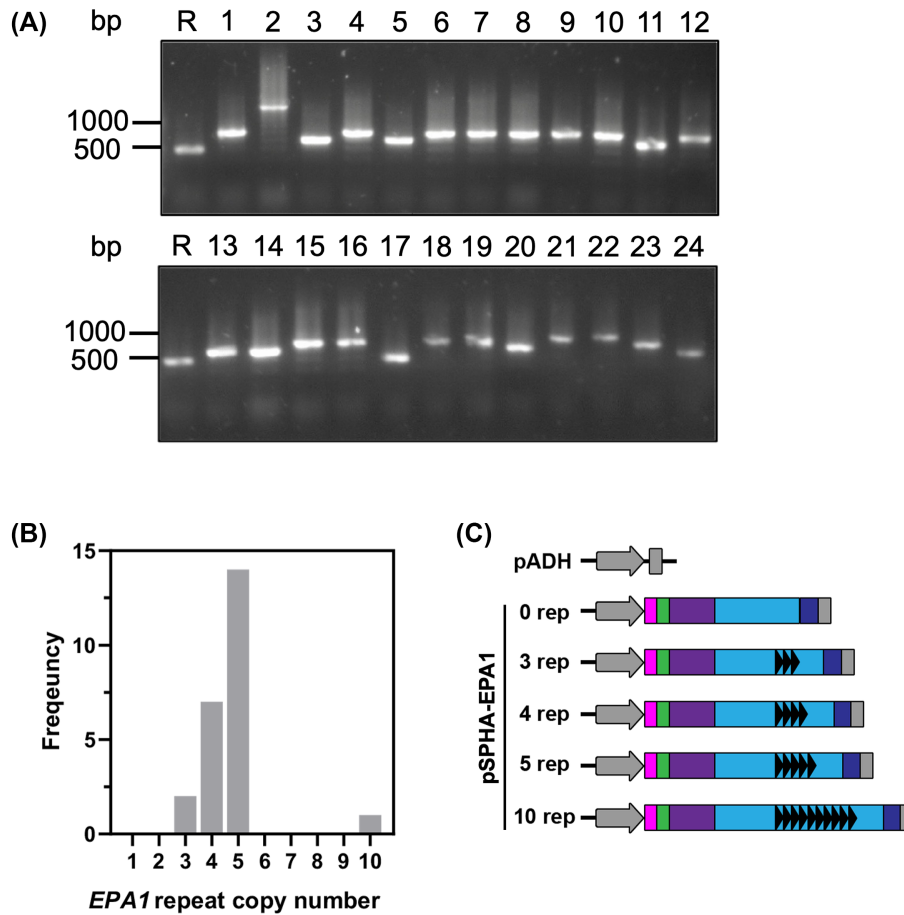 (A) bp R 1 2 3 4 5 6 7 8 9 10 11 12
1000
500
bp R 13 14 15 16 17 18 19 20 21 22 23 24
1000
500
(B)
15
10
5
0
Freqeuncy
1 2 3 4 5 6 7 8 9 10
EPA1 repeat copy number
(C)
pADH
pSPHA-EPA1
0 rep
3 rep
4 rep
5 rep
10 rep